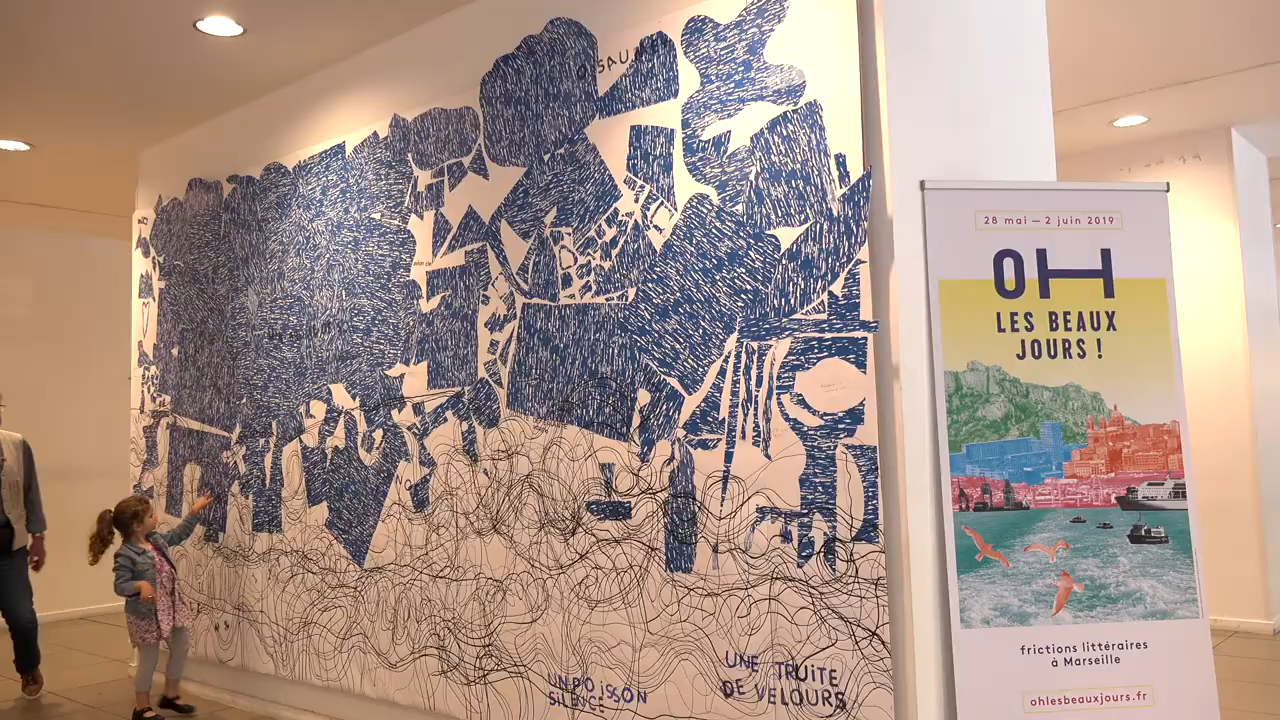 28 mai — 2 juin 2019
OH
LES BEAUX
JOURS !
frictions littéraires
à Marseille
ohlesbeauxjours.fr
UN POISSON
SILENCE
UNE TRUITE
DE VELOURS